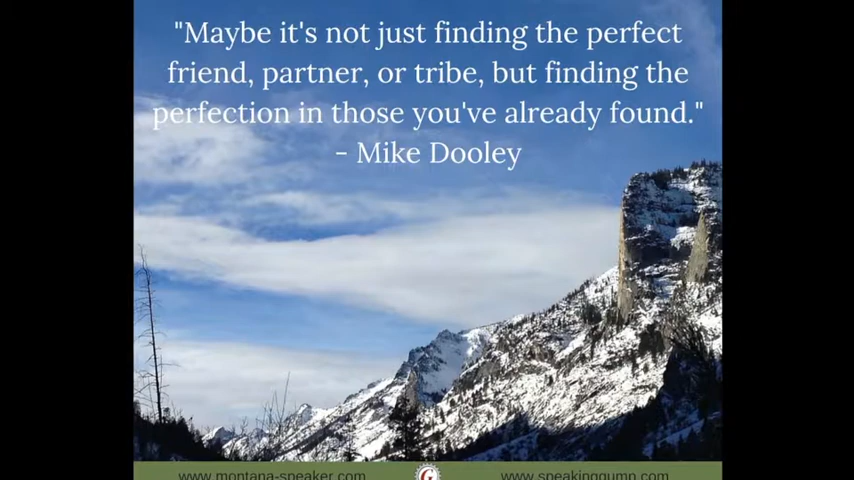 "Maybe it's not just finding the perfect
friend, partner, or tribe, but finding the
perfection in those you've already found."
- Mike Dooley
www.montana-speaker.com
G
www.speakinggump.com